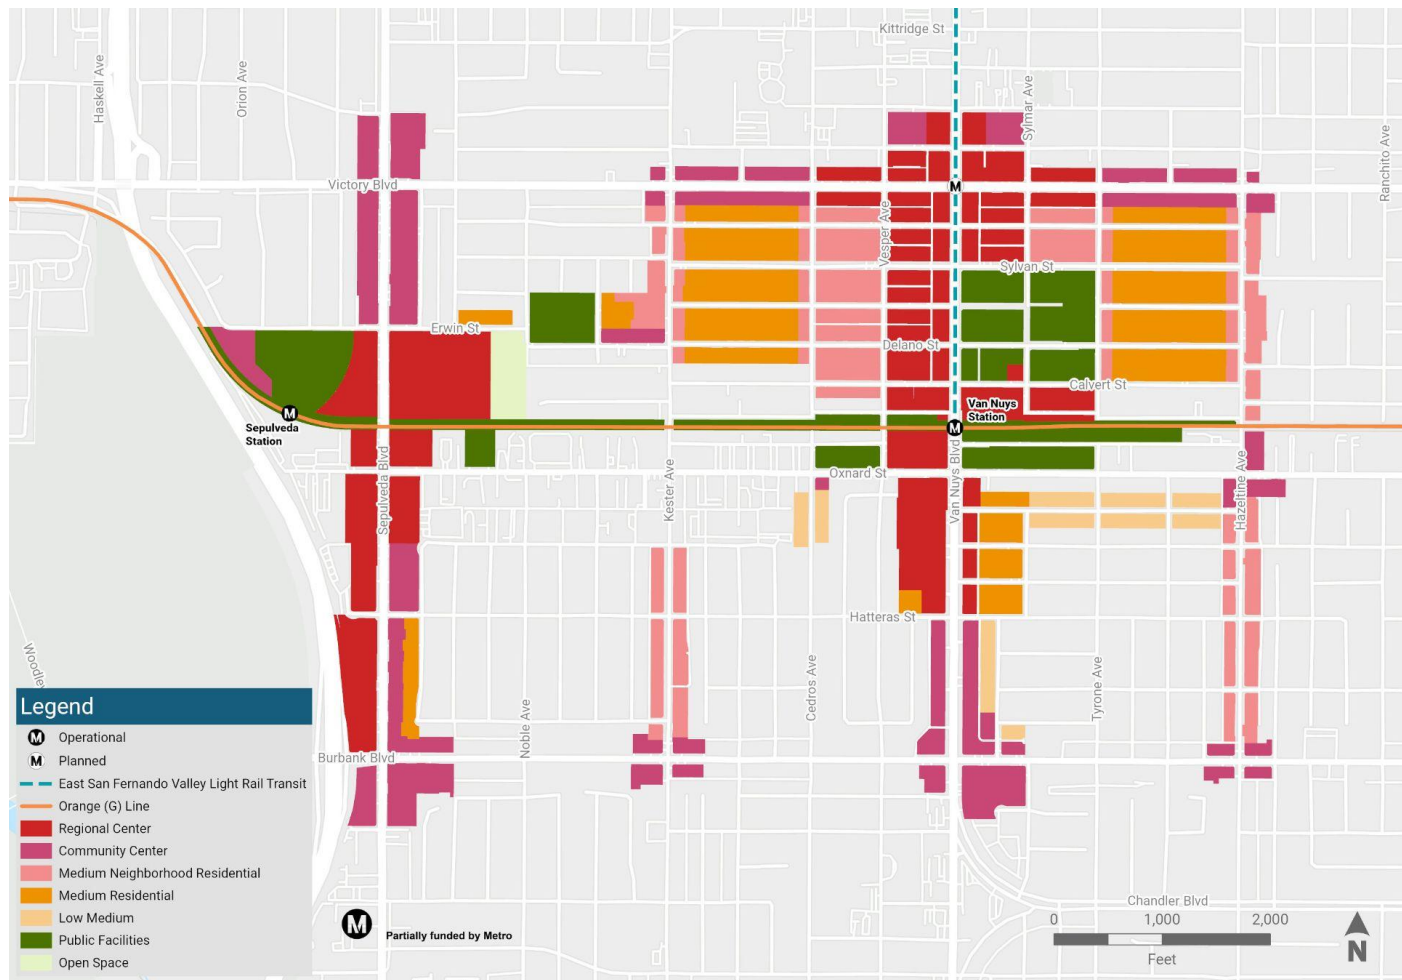 Kittridge St
Haskell Ave
Orion Ave
Sylmar Ave
Ranchito Ave
Victory Blvd
M
Vesper Ave
Sylvan St
Erwin St
Delano St
Calvert St
M
Sepulveda
Station
Van Nuys
Station
M
Sepulveda Blvd
Kester Ave
Oxnard St
Van Nuys Blvd
Hazeltine Ave
Hatteras St
Woodley
Noble Ave
Cedros Ave
Tyrone Ave
Burbank Blvd
Chandler Blvd
Legend
M Operational
M Planned
East San Fernando Valley Light Rail Transit
Orange (G) Line
Regional Center
Community Center
Medium Neighborhood Residential
Medium Residential
Low Medium
Public Facilities
Open Space
M Partially funded by Metro
0 1,000 2,000
Feet
N